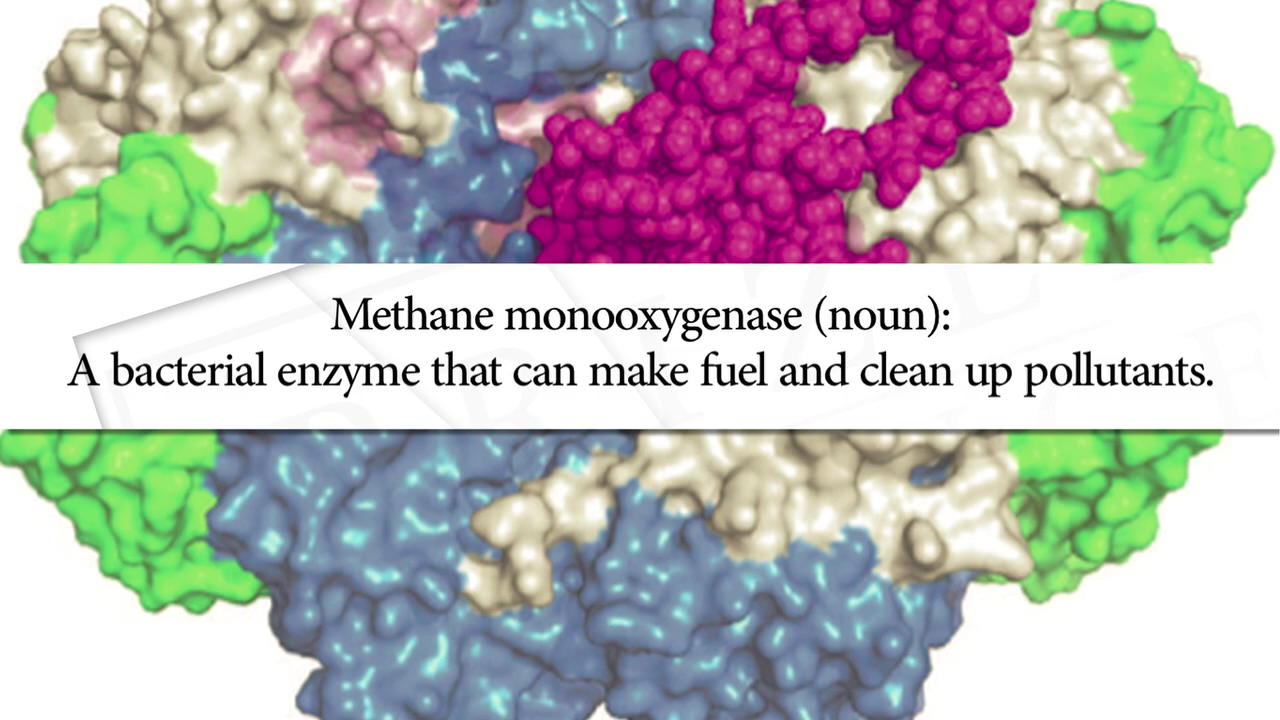 Methane monooxygenase (noun):
A bacterial enzyme that can make fuel and clean up pollutants.